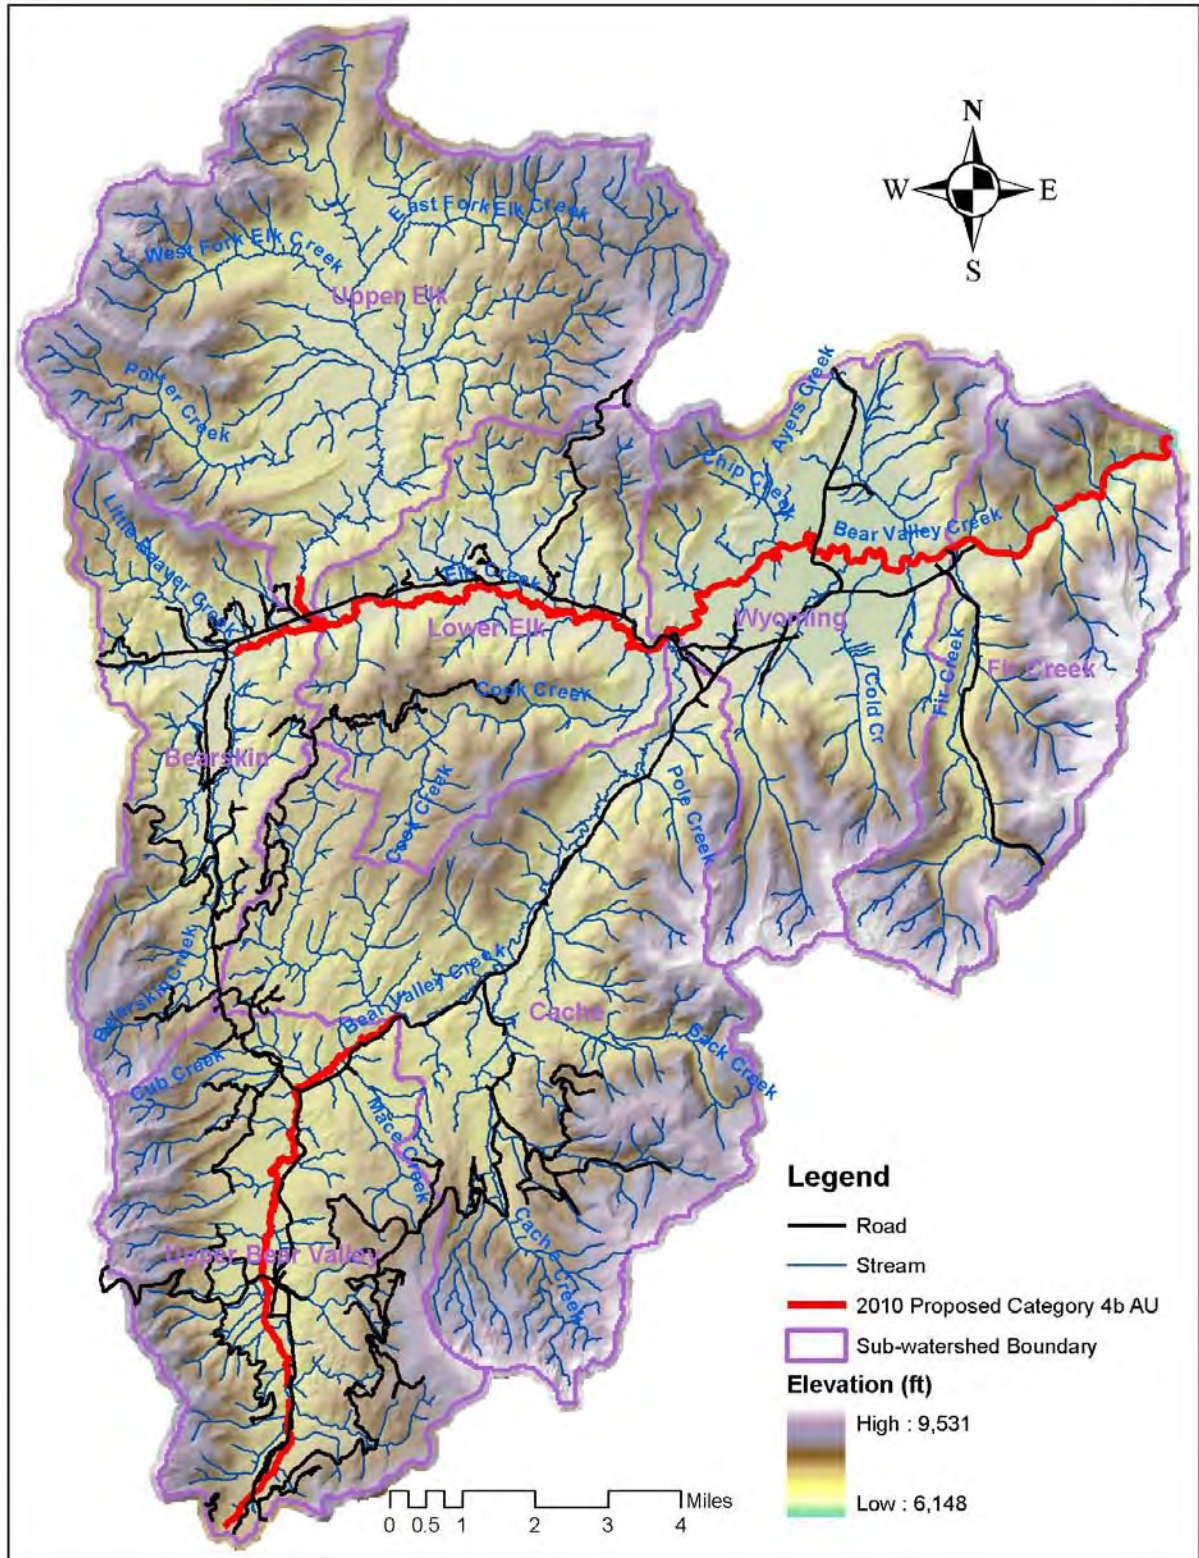 N
W
E
S
East Fork Elk Creek
West Fork Elk Creek
Upper Elk
Porter Creek
Ayers Creek
Chip Creek
Little Beaver Creek
Bear Valley Creek
Elk Creek
Lower Elk
Wyoming
Fir Creek
Fir Creek
Cold Cr
Cook Creek
Bearskin
Pole Creek
Cook Creek
Bearskin Creek
Bear Valley Creek
Cache
Sack Creek
Cub Creek
Mace Creek
Cache Creek
Upper Bear Valley
Legend
Road
Stream
2010 Proposed Category 4b AU
Sub-watershed Boundary
Elevation (ft)
High : 9,531
Low : 6,148
Miles
0 0.5 1 2 3 4